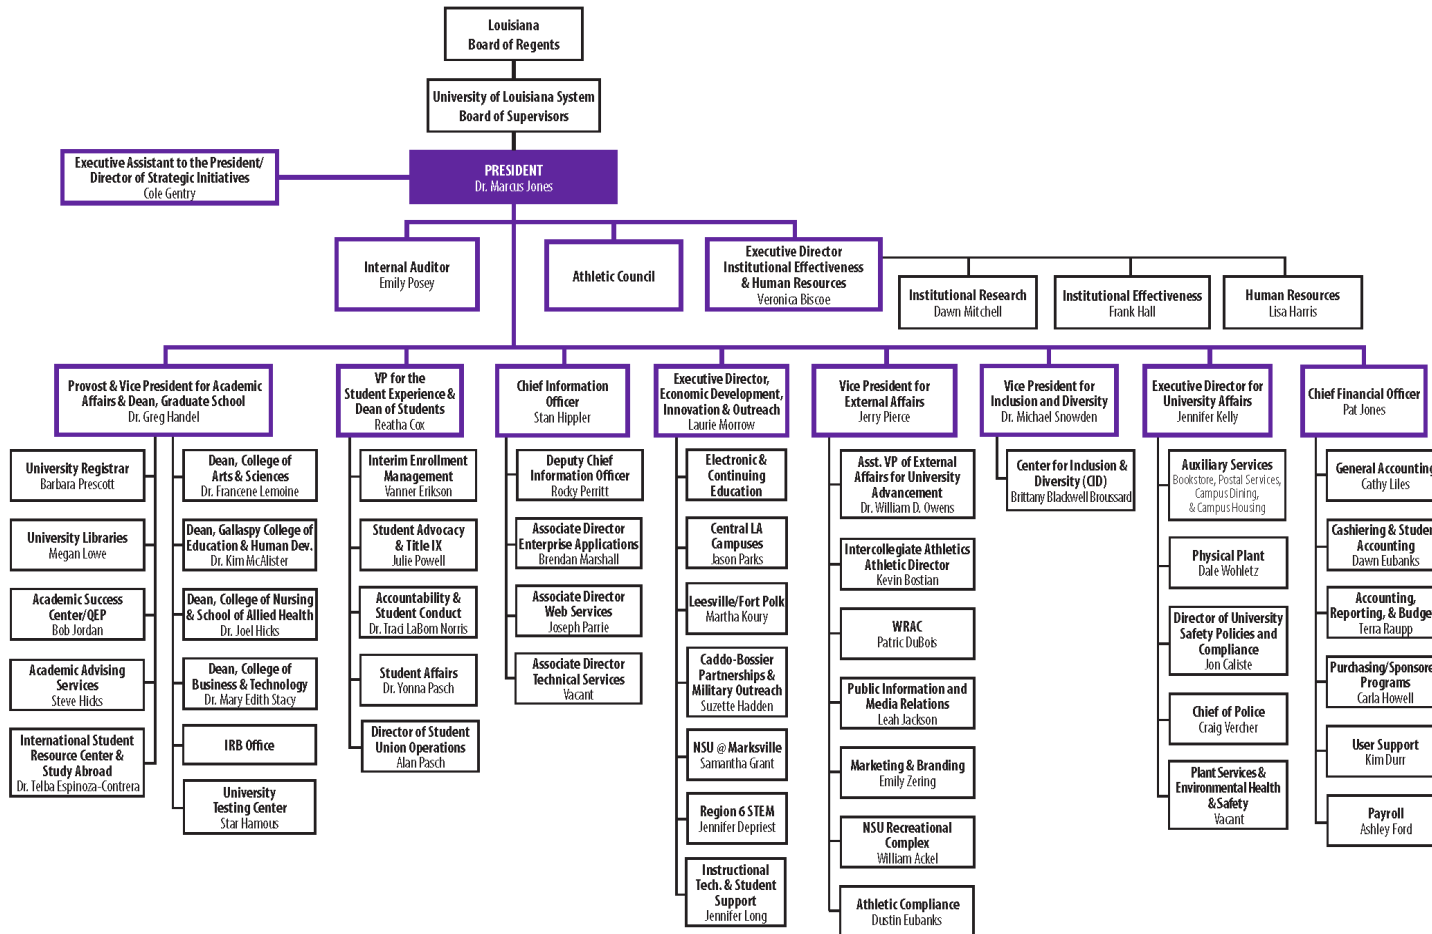 Louisiana
Board of Regents
University of Louisiana System
Board of Supervisors
Executive Assistant to the President/
Director of Strategic Initiatives
Cole Gentry
PRESIDENT
Dr. Marcus Jones
Internal Auditor
Emily Posey
Athletic Council
Executive Director
Institutional Effectiveness
& Human Resources
Veronica Biscoe
Institutional Research
Dawn Mitchell
Institutional Effectiveness
Frank Hall
Human Resources
Lisa Harris
Provost & Vice President for Academic
Affairs & Dean, Graduate School
Dr. Greg Handel
VP for the
Student Experience &
Dean of Students
Reatha Cox
Chief Information
Officer
Stan Hippler
Executive Director,
Economic Development,
Innovation & Outreach
Laurie Morrow
Vice President for
External Affairs
Jerry Pierce
Vice President for
Inclusion and Diversity
Dr. Michael Snowden
Executive Director for
University Affairs
Jennifer Kelly
Chief Financial Officer
Pat Jones
University Registrar
Barbara Prescott
University Libraries
Megan Lowe
Academic Success
Center/QEP
Bob Jordan
Academic Advising
Services
Steve Hicks
International Student
Resource Center &
Study Abroad
Dr. Telba Espinoza-Contrera
Dean, College of
Arts & Sciences
Dr. Francene Lemoine
Dean, Gallaspy College of
Education & Human Dev.
Dr. Kim McAlister
Dean, College of Nursing
& School of Allied Health
Dr. Joel Hicks
Dean, College of
Business & Technology
Dr. Mary Edith Stacy
IRB Office
University
Testing Center
Star Hamous
Interim Enrollment
Management
Vanner Erikson
Student Advocacy
& Title IX
Julie Powell
Accountability &
Student Conduct
Dr. Traci LaBom Norris
Student Affairs
Dr. Yonna Pasch
Director of Student
Union Operations
Alan Pasch
Deputy Chief
Information Officer
Rocky Perritt
Associate Director
Enterprise Applications
Brendan Marshall
Associate Director
Web Services
Joseph Parrie
Associate Director
Technical Services
Vacant
Electronic &
Continuing
Education
Central LA
Campuses
Jason Parks
Leesville/Fort Polk
Martha Koury
Caddo-Bossier
Partnerships &
Military Outreach
Suzette Hadden
NSU @ Marksville
Samantha Grant
Region 6 STEM
Jennifer Depriest
Instructional
Tech. & Student
Support
Jennifer Long
Asst. VP of External
Affairs for University
Advancement
Dr. William D. Owens
Intercollegiate Athletics
Athletic Director
Kevin Bostian
WRAC
Patric DuBois
Public Information and
Media Relations
Leah Jackson
Marketing & Branding
Emily Zering
NSU Recreational
Complex
William Ackel
Athletic Compliance
Dustin Eubanks
Center for Inclusion &
Diversity (CID)
Brittany Blackwell Broussard
Auxiliary Services
Bookstore, Postal Services,
Campus Dining,
& Campus Housing
Physical Plant
Dale Wohletz
Director of University
Safety Policies and
Compliance
Jon Caliste
Chief of Police
Craig Vercher
Plant Services &
Environmental Health
& Safety
Vacant
General Accounting
Cathy Liles
Cashiering & Studen
Accounting
Dawn Eubanks
Accounting,
Reporting, & Budge
Terra Raupp
Purchasing/Sponsore
Programs
Carla Howell
User Support
Kim Durr
Payroll
Ashley Ford